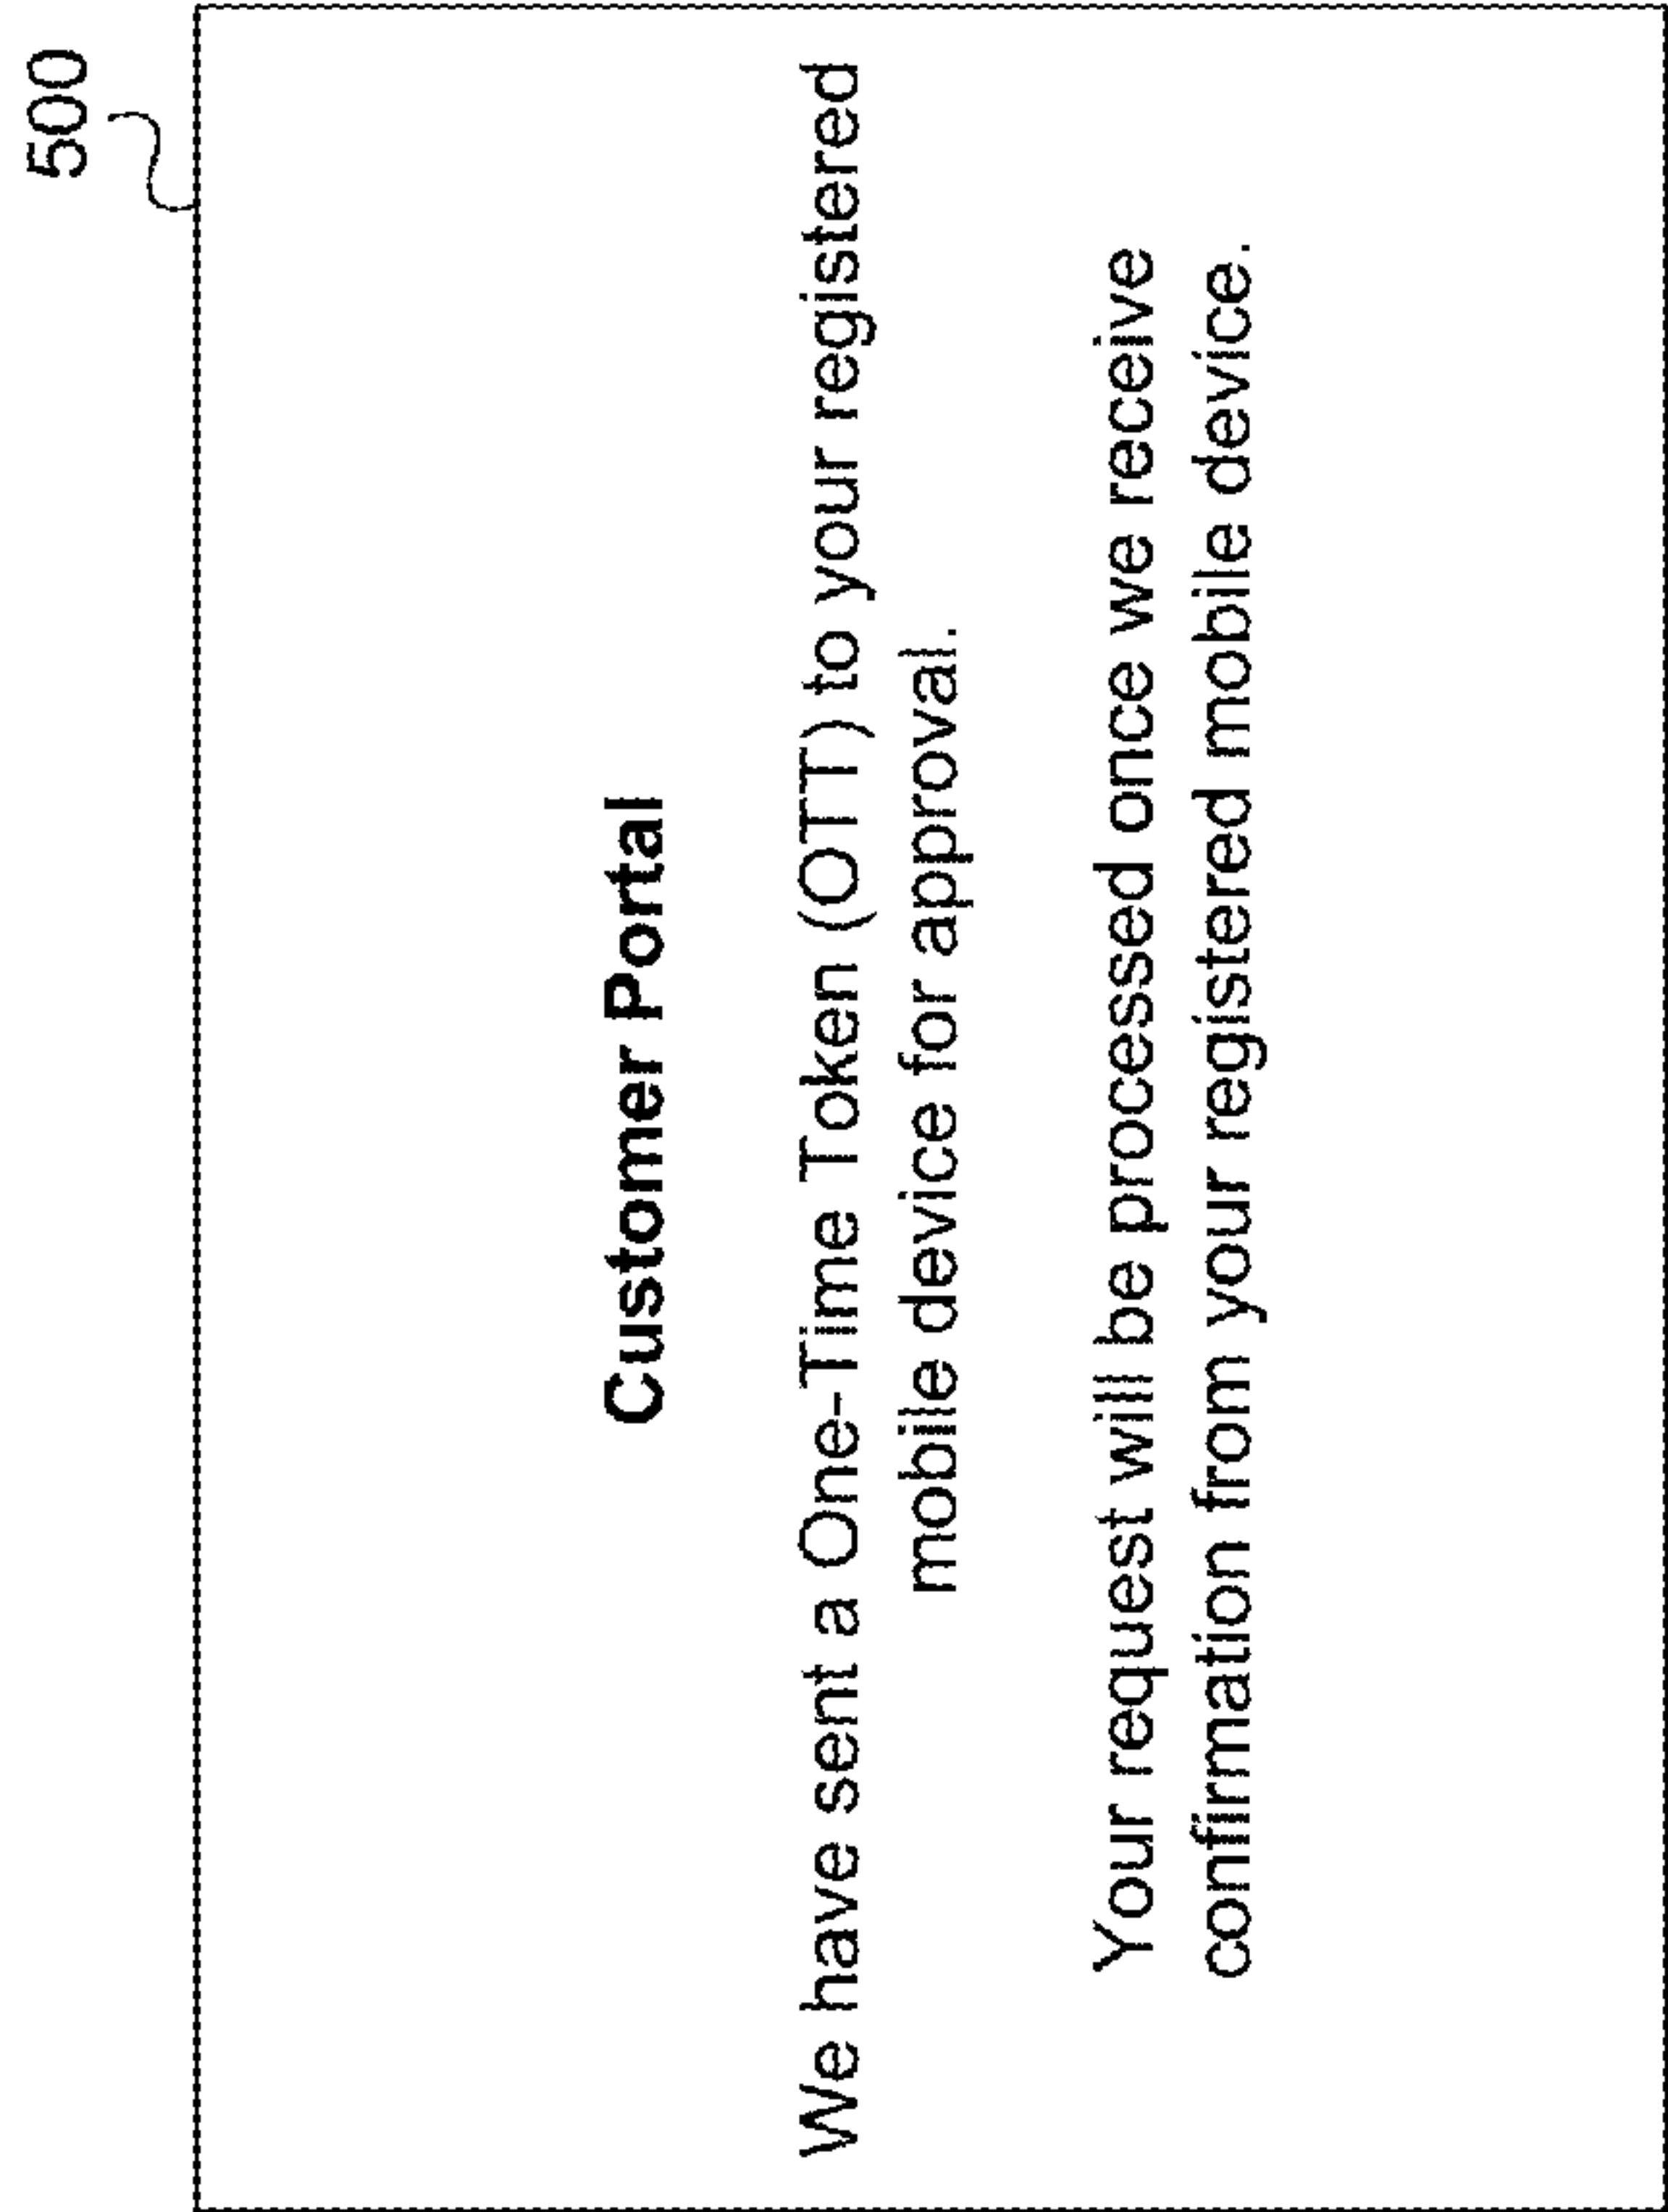 500
Customer Portal
We have sent a One-Time Token (OTT) to your registered
mobile device for approval.
Your request will be processed once we receive
confirmation from your registered mobile device.